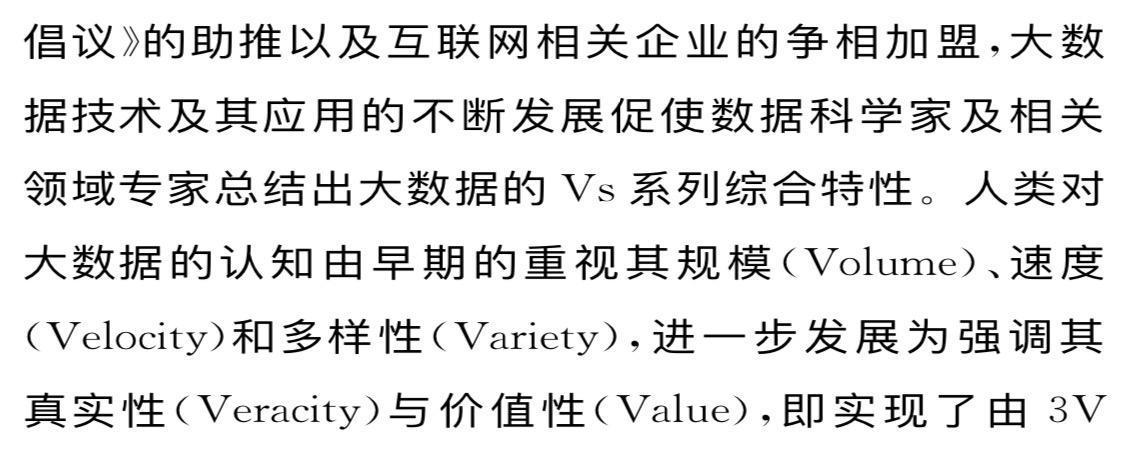 倡议》的助推以及互联网相关企业的争相加盟,大数
据技术及其应用的不断发展促使数据科学家及相关
领域专家总结出大数据的 Vs 系列综合特性。人类对
大数据的认知由早期的重视其规模(Volume)、速度
(Velocity)和多样性(Variety),进一步发展为强调其
真实性(Veracity)与价值性(Value),即实现了由 3V